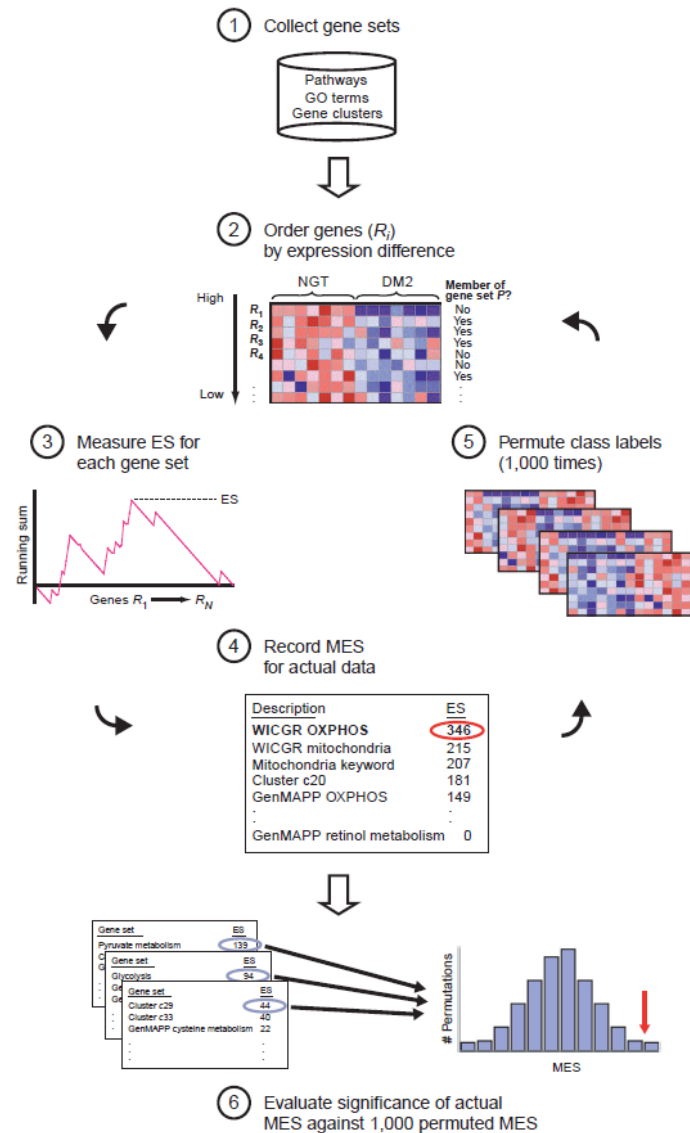 1 Collect gene sets
Pathways
GO terms
Gene clusters
2 Order genes (Ri)
by expression difference
NGT DM2 Member of
gene set P?
High
R1 No
R2 Yes
Yes
R3 Yes
R4 No
No
Yes
Low
3 Measure ES for
each gene set
ES
Running sum
Genes R1 RN
5 Permute class labels
(1,000 times)
4 Record MES
for actual data
Description ES
WICGR OXPHOS 346
WICGR mitochondria 215
Mitochondria keyword 207
Cluster c20 181
GenMAPP OXPHOS 149
: :
GenMAPP retinol metabolism 0
Gene set ES
Pyruvate metabolism 139
C
G
Gene set ES
Glycolysis 94
Ge
Ge
Gene set ES
Cluster c29 44
Cluster c33 40
GenMAPP cysteine metabolism 22
# Permutations
MES
6 Evaluate significance of actual
MES against 1,000 permuted MES